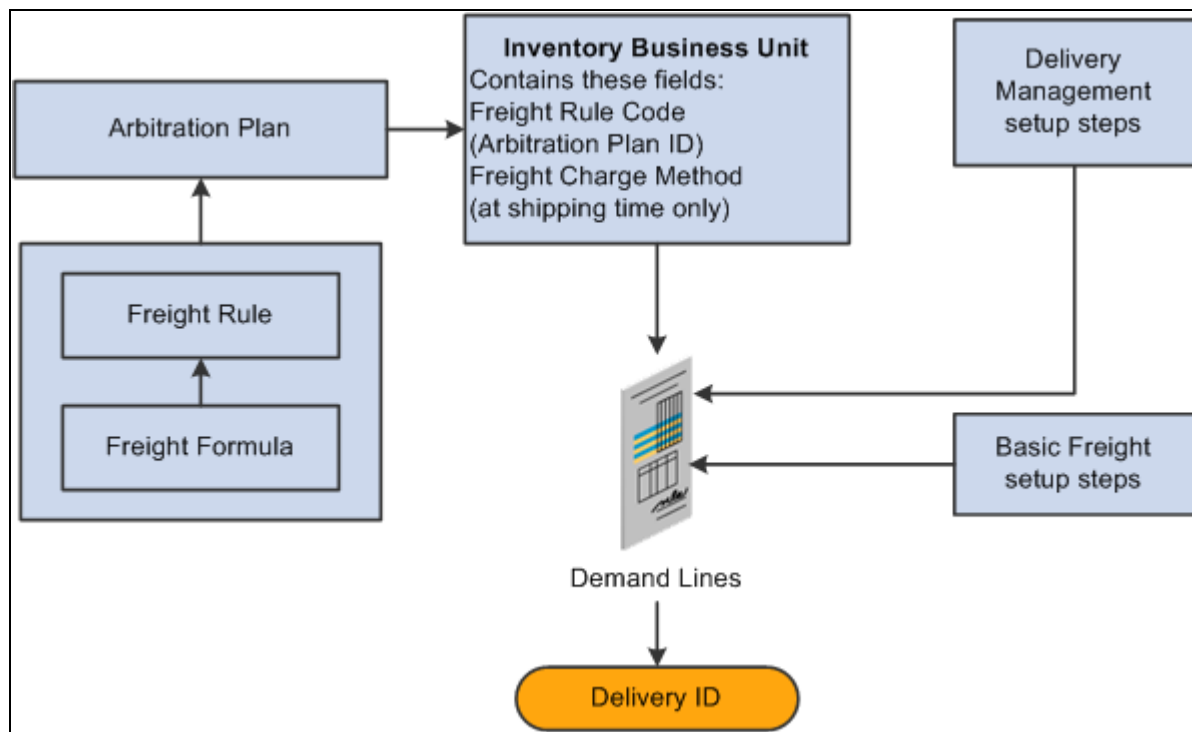 Arbitration Plan
Inventory Business Unit
Contains these fields:
Freight Rule Code
(Arbitration Plan ID)
Freight Charge Method
(at shipping time only)
Delivery
Management
setup steps
Freight Rule
Freight Formula
Basic Freight
setup steps
Demand Lines
Delivery ID